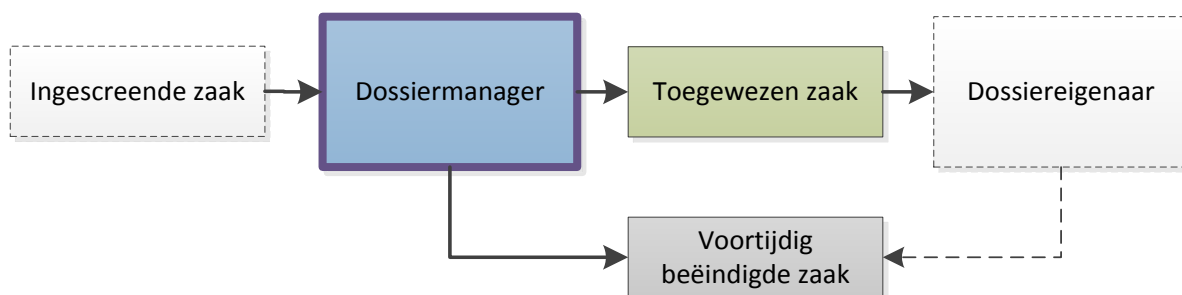 Ingescreende zaak
Dossiermanager
Toegewezen zaak
Dossiereigenaar
Voortijdig
beëindigde zaak